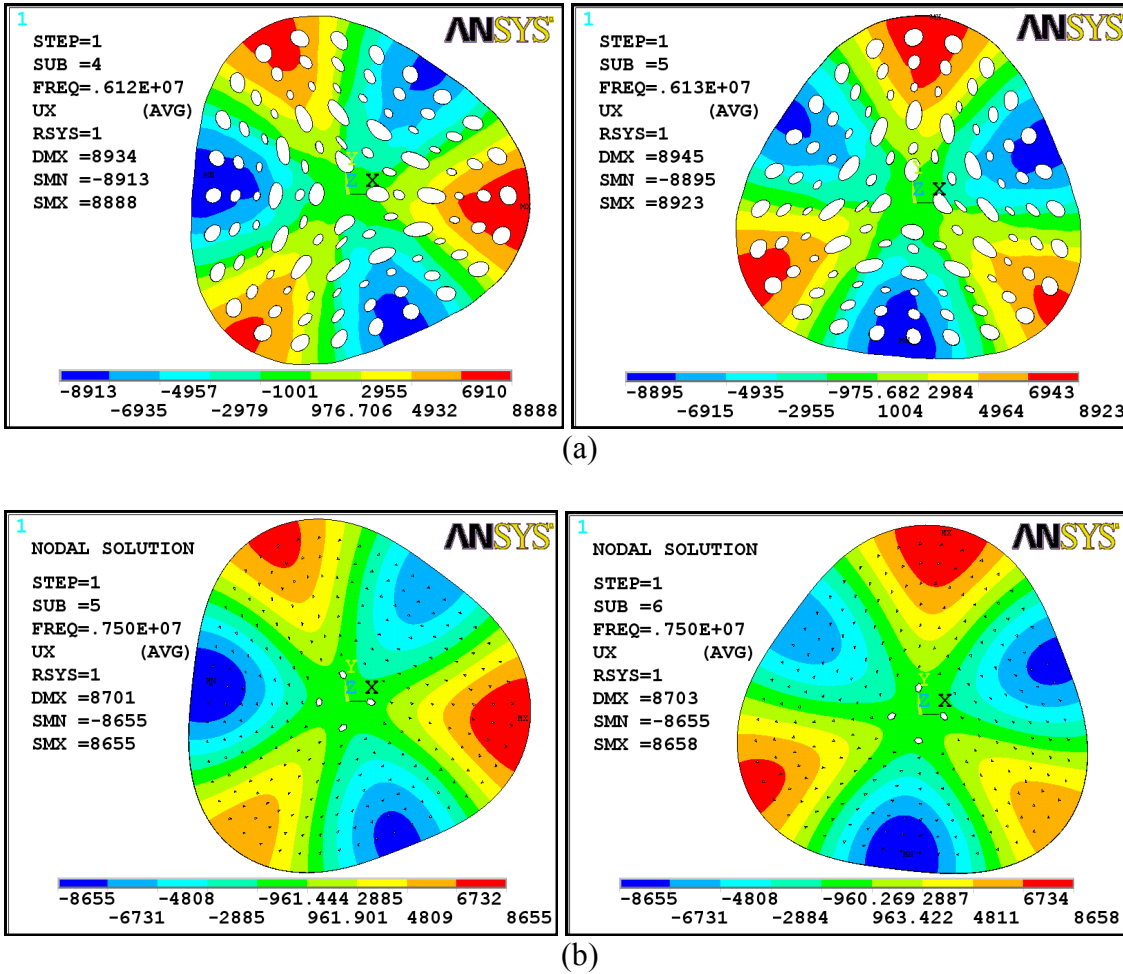 1
ANSYS
STEP=1
SUB =4
FREQ=.612E+07
UX (AVG)
RSYS=1
DMX =8934
SMN =-8913
SMX =8888
MX
Y
Z X
MX
-8913 -4957 -1001 2955 6910
-6935 -2979 976.706 4932 8888
1
ANSYS
STEP=1
SUB =5
FREQ=.613E+07
UX (AVG)
RSYS=1
DMX =8945
SMN =-8895
SMX =8923
MX
Z X
-8895 -4935 -975.682 2984 6943
-6915 -2955 1004 4964 8923
(a)
1
ANSYS
NODAL SOLUTION
STEP=1
SUB =5
FREQ=.750E+07
UX (AVG)
RSYS=1
DMX =8701
SMN =-8655
SMX =8655
Y
Z X
MX
-8655 -4808 -961.444 2885 6732
-6731 -2885 961.901 4809 8655
1
ANSYS
NODAL SOLUTION
STEP=1
SUB =6
FREQ=.750E+07
UX (AVG)
RSYS=1
DMX =8703
SMN =-8655
SMX =8658
MX
Y
Z X
MN
-8655 -4808 -960.269 2887 6734
-6731 -2884 963.422 4811 8658
(b)